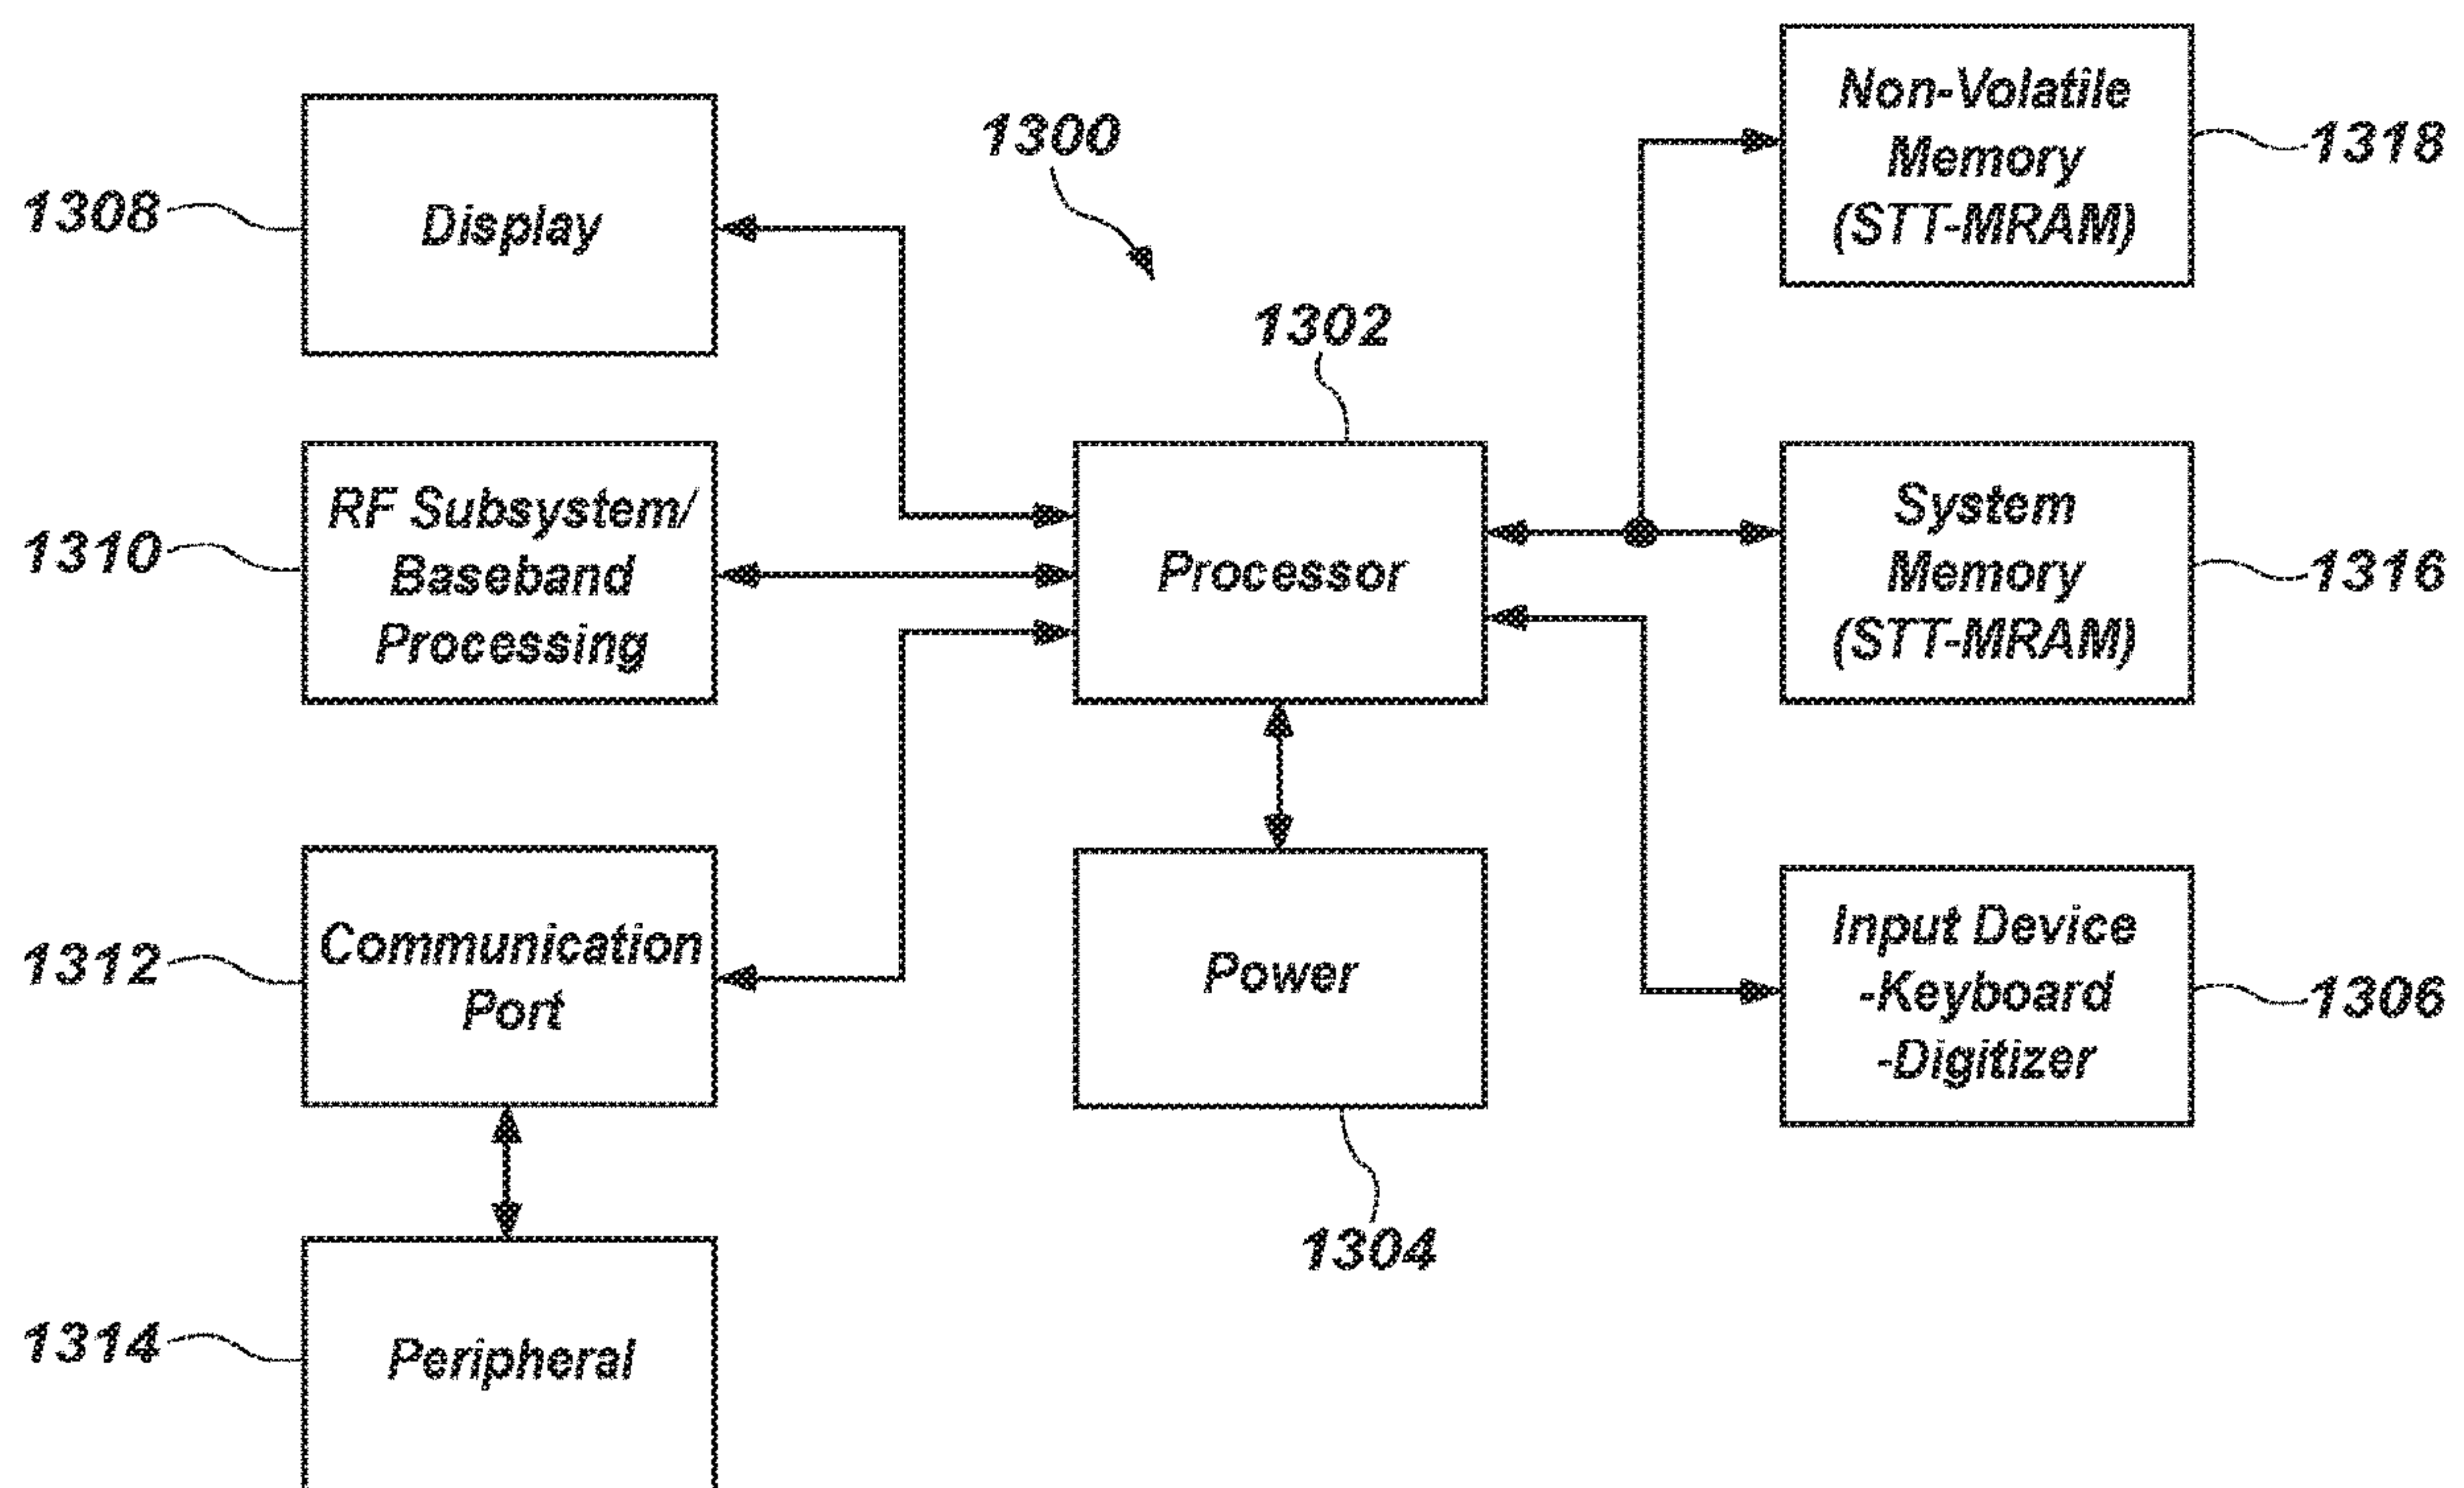 1300
1308
Display
1310
RF Subsystem/
Baseband
Processing
1312
Communication
Port
1314
Peripheral
1302
Processor
Power
1304
Non-Volatile
Memory
(STT-MRAM)
1318
System
Memory
(STT-MRAM)
1316
Input Device
-Keyboard
-Digitizer
1306